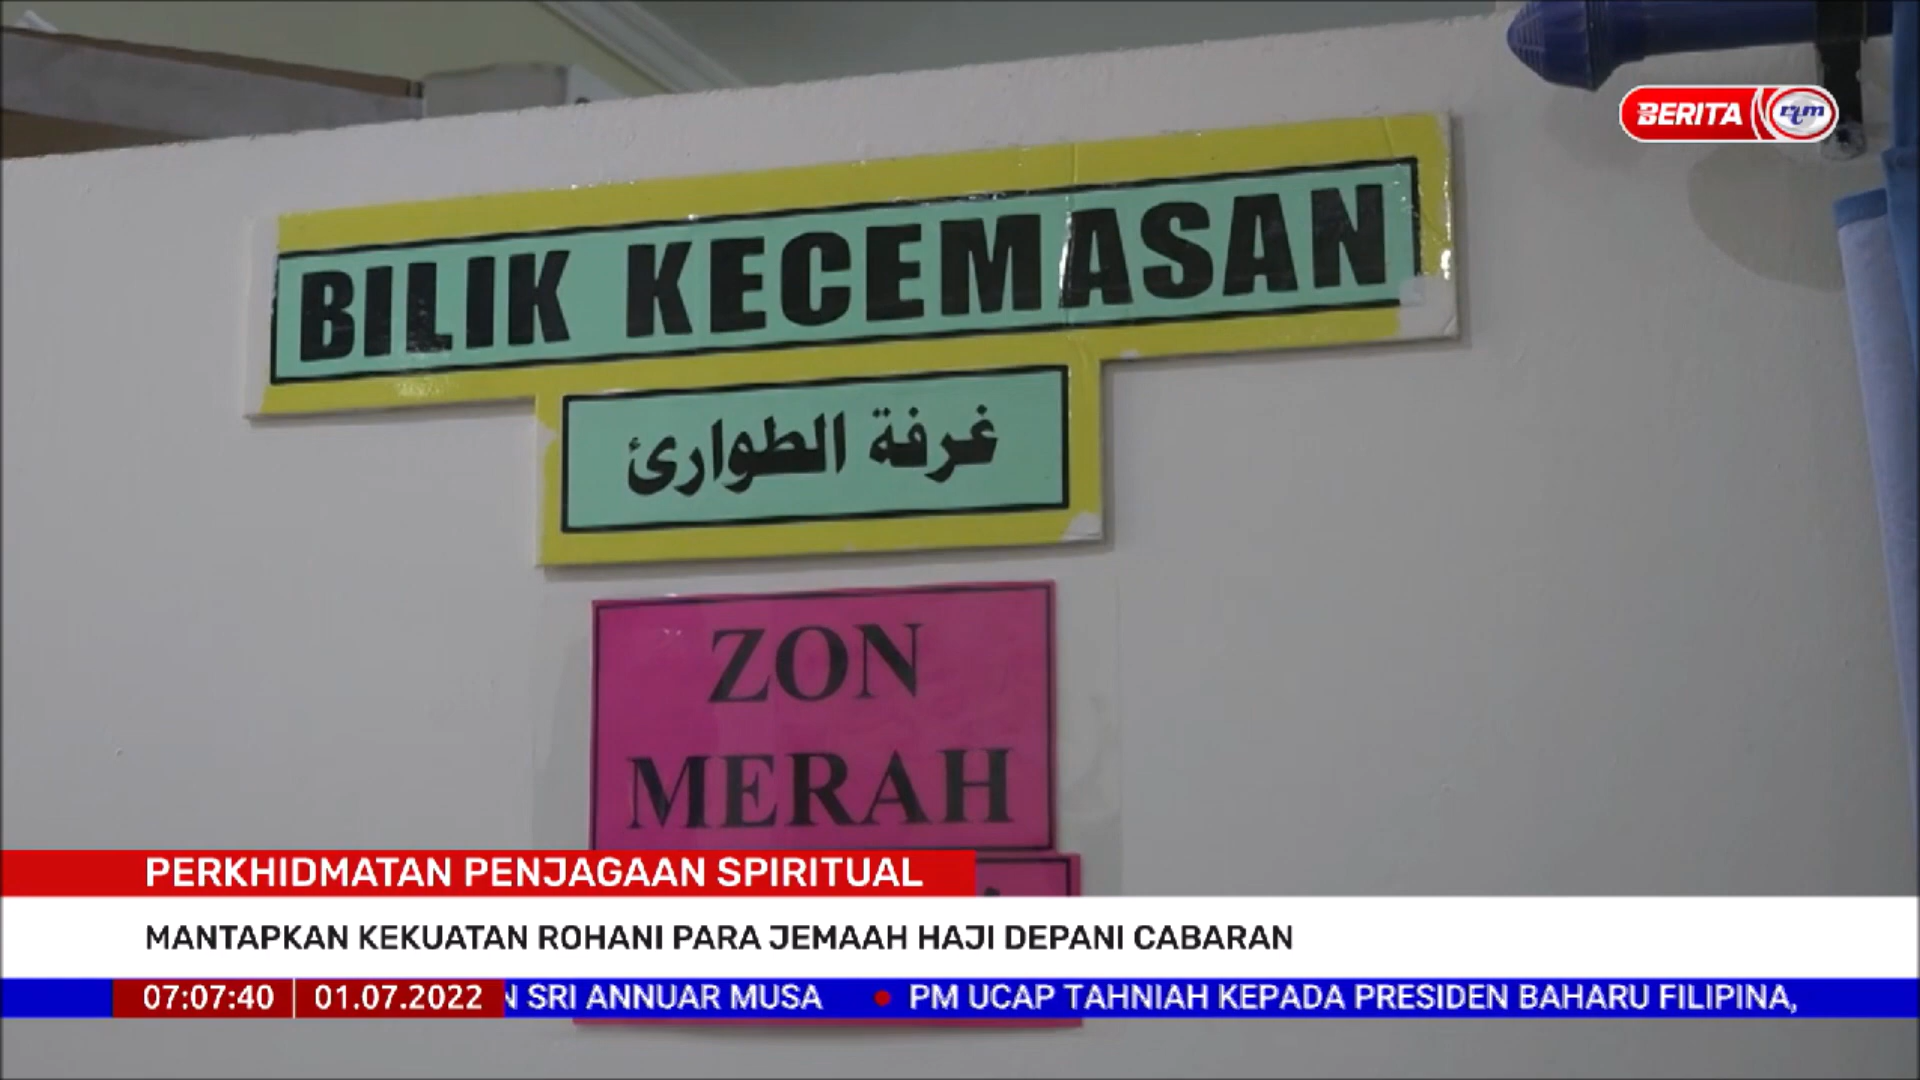 BERITA rtm
BILIK KECEMASAN
غرفة الطوارئ
ZON
MERAH
PERKHIDMATAN PENJAGAAN SPIRITUAL
MANTAPKAN KEKUATAN ROHANI PARA JEMAAH HAJI DEPANI CABARAN
07:07:40 01.07.2022 N SRI ANNUAR MUSA • PM UCAP TAHNIAH KEPADA PRESIDEN BAHARU FILIPINA,